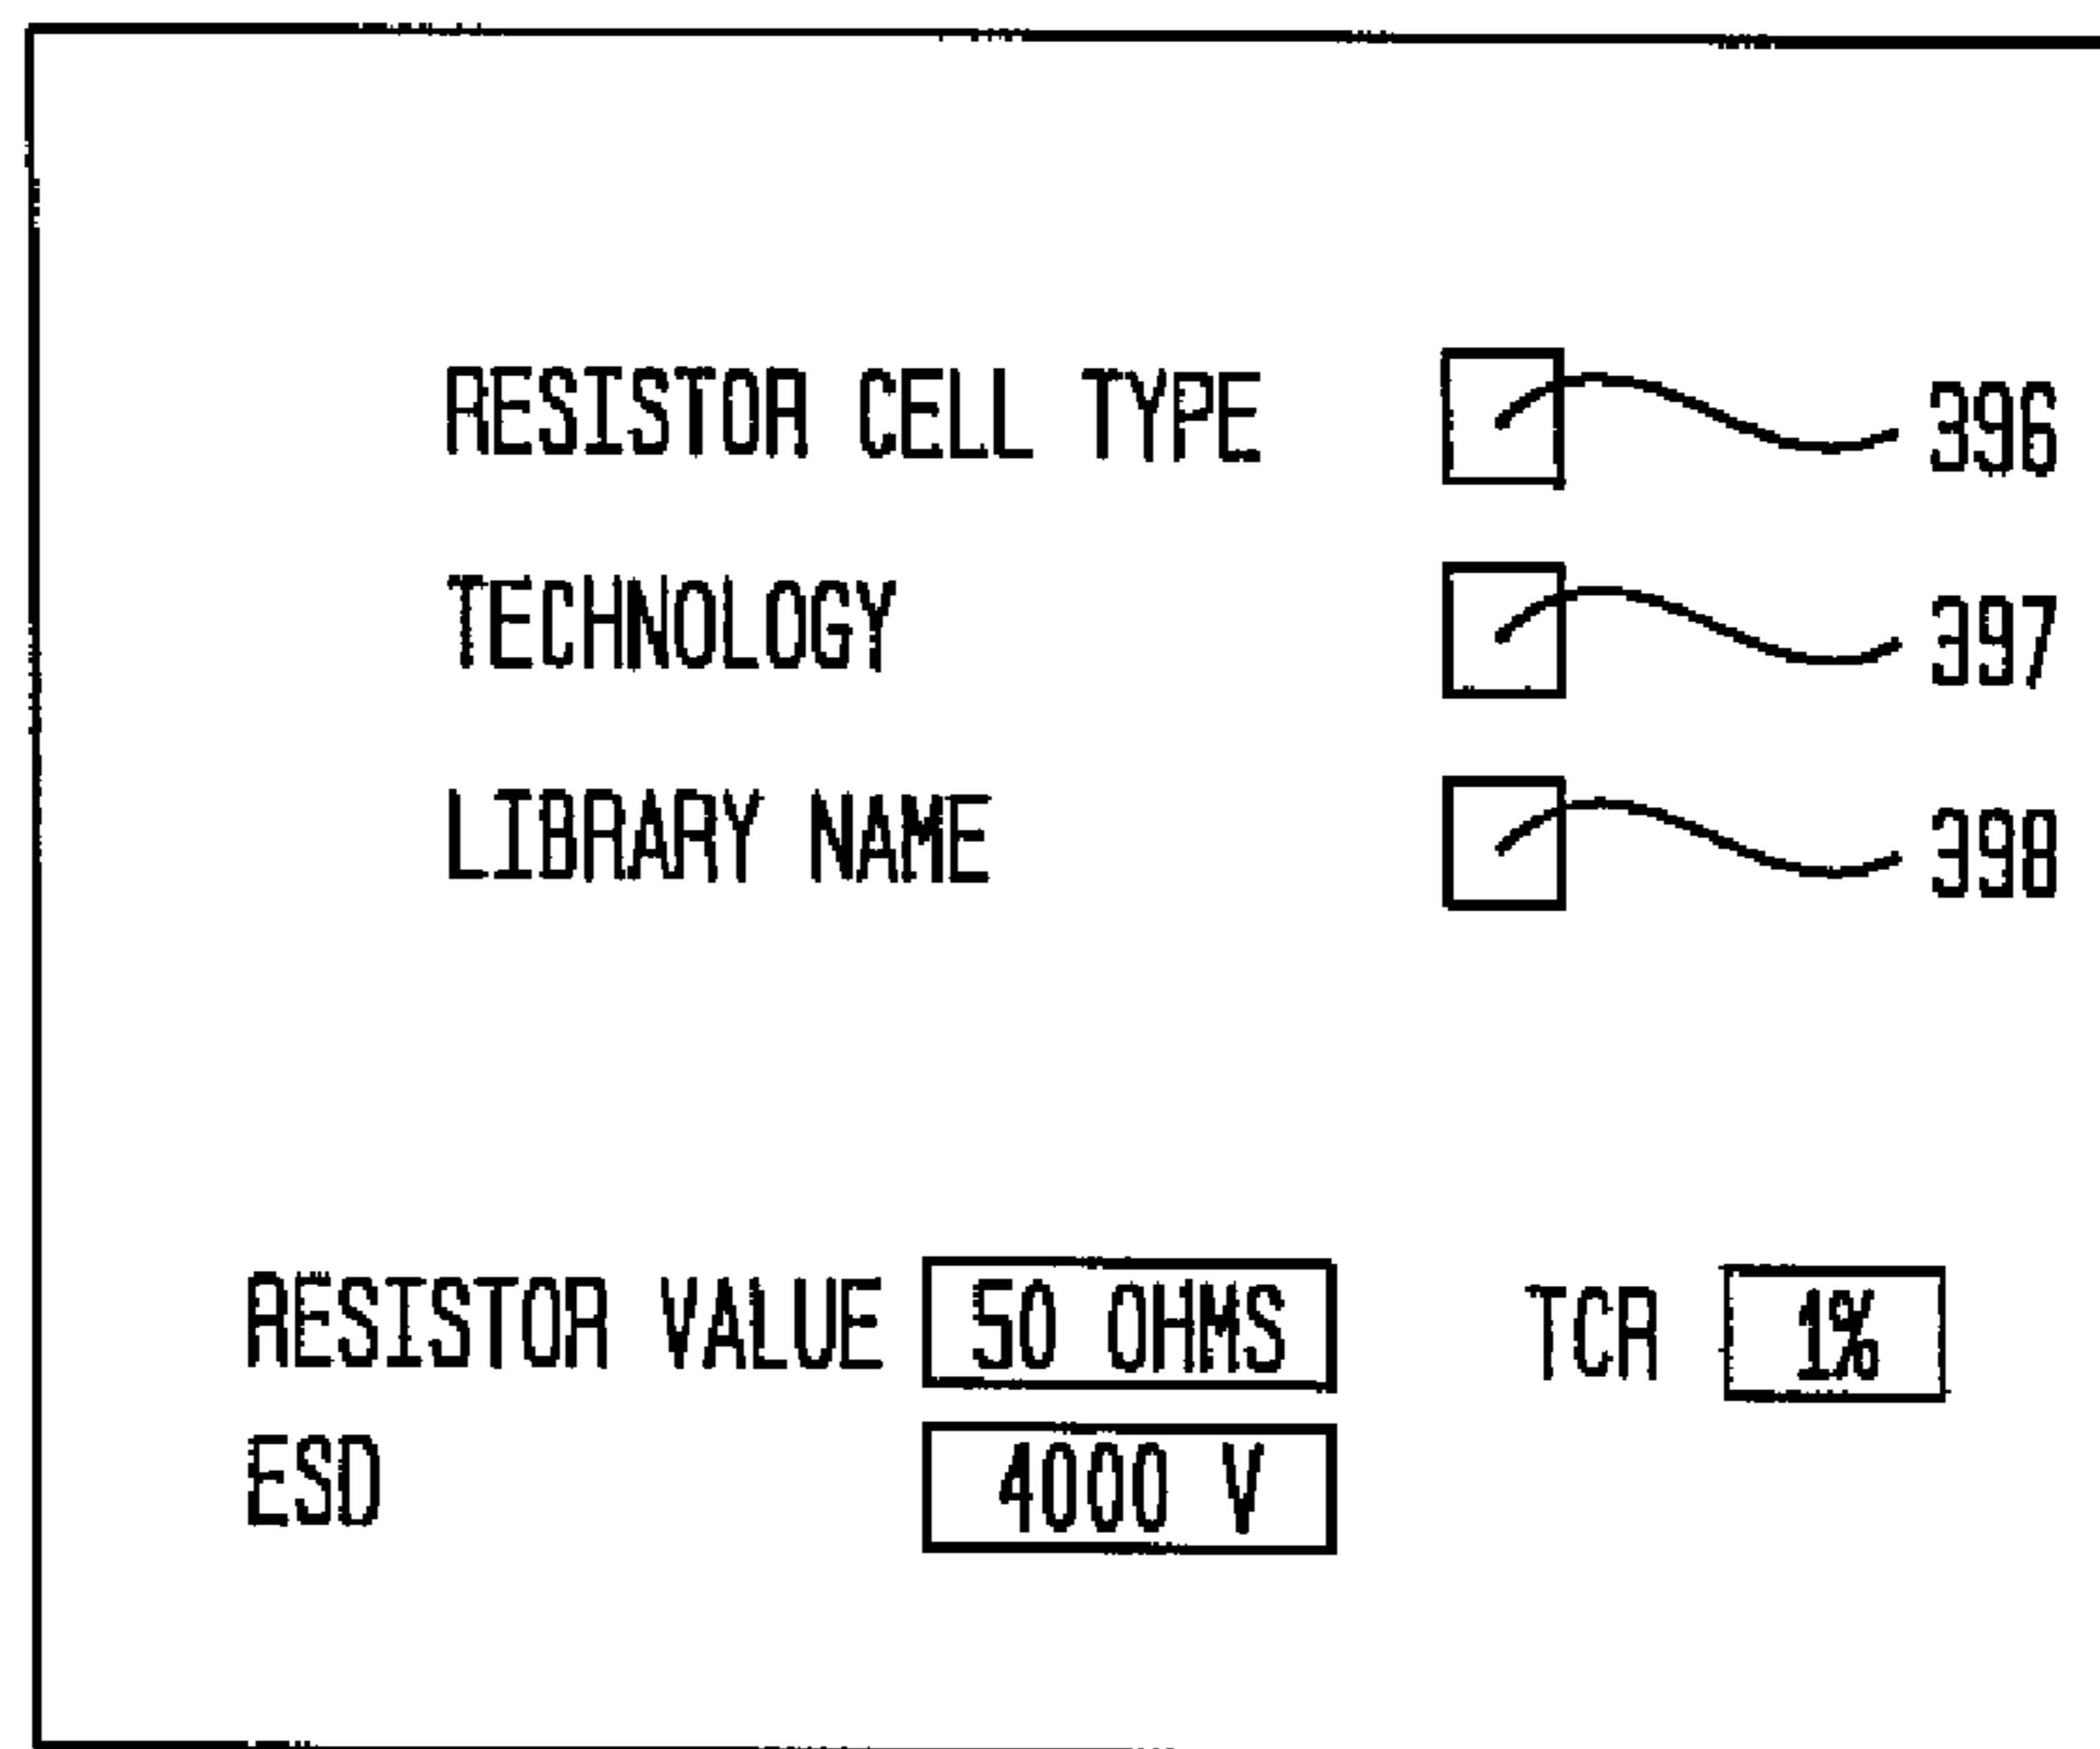 RESISTOR CELL TYPE 396
TECHNOLOGY 397
LIBRARY NAME 398
RESISTOR VALUE 50 OHMS TCR 1%
ESD 4000 V